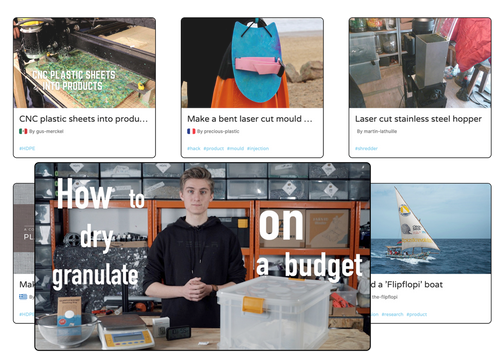 CNC PLASTIC SHEETS
INTO PRODUCTS
CNC plastic sheets into produ...
By gus-merckel
#HDPE
Make a bent laser cut mould ...
By precious-plastic
#hack #product #mould #injection
Laser cut stainless steel hopper
By martin-lathuille
#shredder
How to
dry
granulate
on
a budget
PL
Mak
By
d a 'Flipflopi' boat
the-flipflopi
#research #product